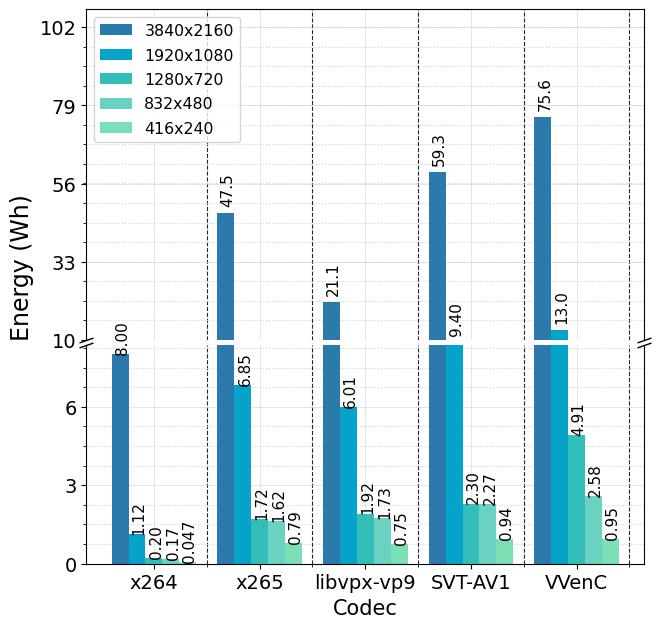 102
79
56
33
10
6
3
0
Energy (Wh)
3840x2160
1920x1080
1280x720
832x480
416x240
8.00
1.12
0.20
0.17
0.047
47.5
6.85
1.72
1.62
0.79
21.1
6.01
1.92
1.73
0.75
59.3
9.40
2.30
2.27
0.94
75.6
13.0
4.91
2.58
0.95
x264
x265
libvpx-vp9
SVT-AV1
VVenC
Codec